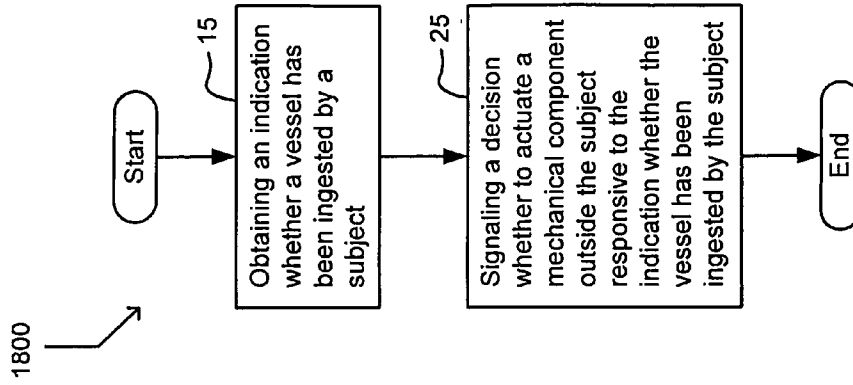 1800
Start
15
Obtaining an indication
whether a vessel has
been ingested by a
subject
25
Signaling a decision
whether to actuate a
mechanical component
outside the subject
responsive to the
indication whether the
vessel has been
ingested by the subject
End